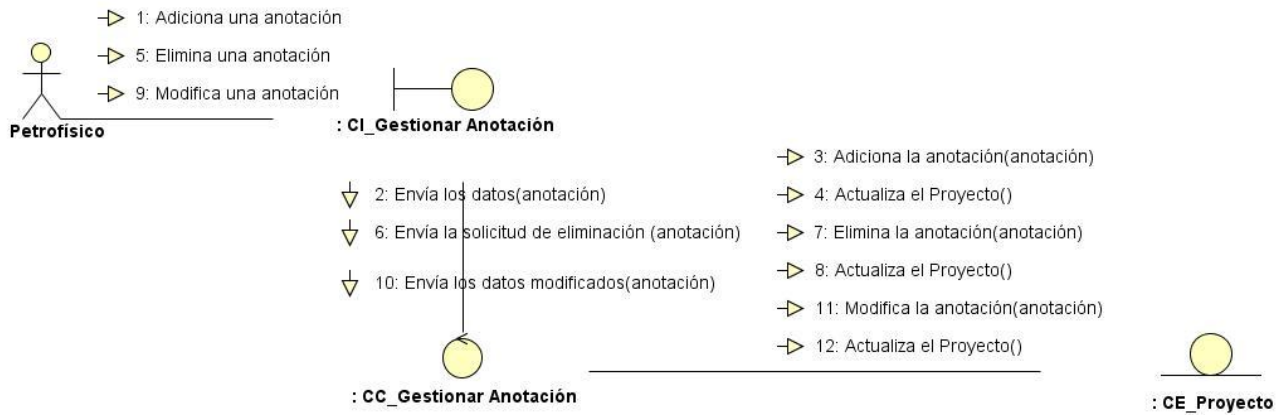 1: Adiciona una anotación
5: Elimina una anotación
9: Modifica una anotación
Petrofísico
: CI_Gestionar Anotación
3: Adiciona la anotación(anotación)
2: Envía los datos(anotación)
4: Actualiza el Proyecto()
6: Envía la solicitud de eliminación (anotación)
7: Elimina la anotación(anotación)
8: Actualiza el Proyecto()
10: Envía los datos modificados(anotación)
11: Modifica la anotación(anotación)
12: Actualiza el Proyecto()
: CC_Gestionar Anotación
: CE_Proyecto